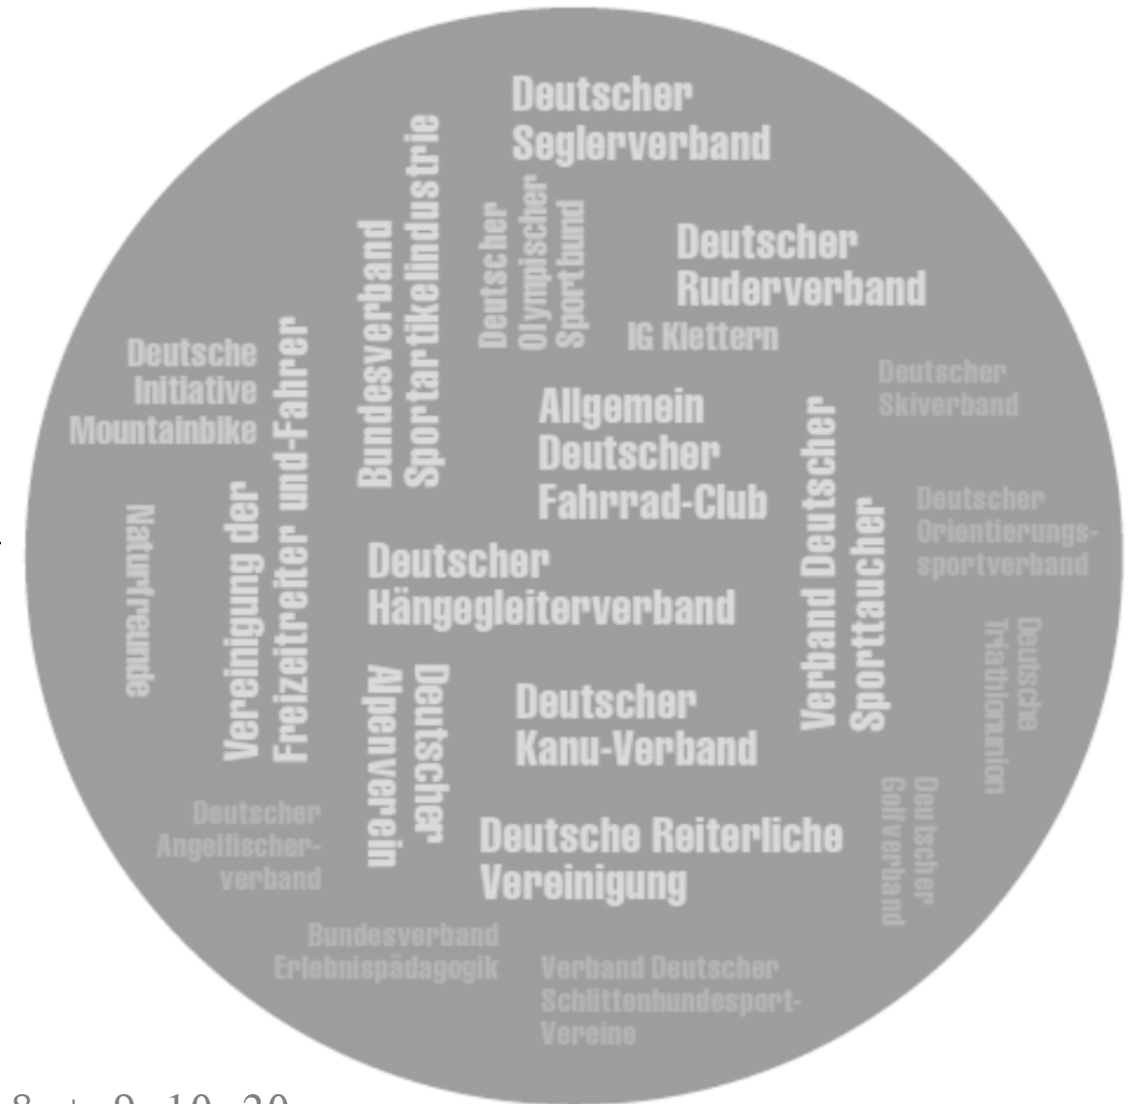 Deutscher
Seglerverband
Bundesverband
Sportartikelindustrie
Deutscher
Olympischer
Sportbund
Deutscher
Ruderverband
IG Klettern
Deutsche
Initiative
Mountainbike
Vereinigung der
Freizeitreiter und-Fahrer
Allgemein
Deutscher
Fahrrad-Club
Verband Deutscher
Sporttaucher
Deutscher
Skiverband
Deutscher
Orientierungs-
sportverband
Naturfreunde
Deutscher
Hängegleiterverband
Deutsche
Triathlonunion
Deutscher
Alpenverein
Deutscher
Kanu-Verband
Deutscher
Golfverband
Deutscher
Angelfischer-
verband
Deutsche Reiterliche
Vereinigung
Bundesverband
Erlebnispädagogik
Verband Deutscher
Schlittenhundesport-
Vereine